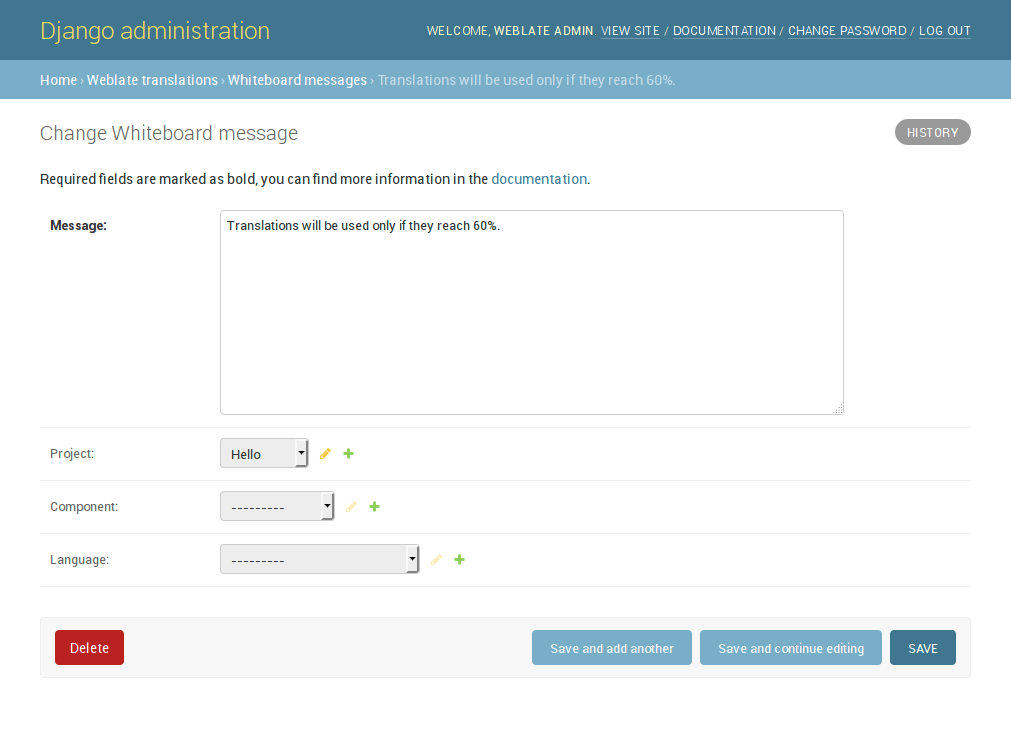 Django administration
WELCOME, WEBLATE ADMIN. VIEW SITE / DOCUMENTATION / CHANGE PASSWORD / LOG OUT
Home › Weblate translations › Whiteboard messages › Translations will be used only if they reach 60%.
Change Whiteboard message
HISTORY
Required fields are marked as bold, you can find more information in the documentation.
Message:
Translations will be used only if they reach 60%.
Project:
Hello
Component:
---------
Language:
---------
Delete
Save and add another
Save and continue editing
SAVE